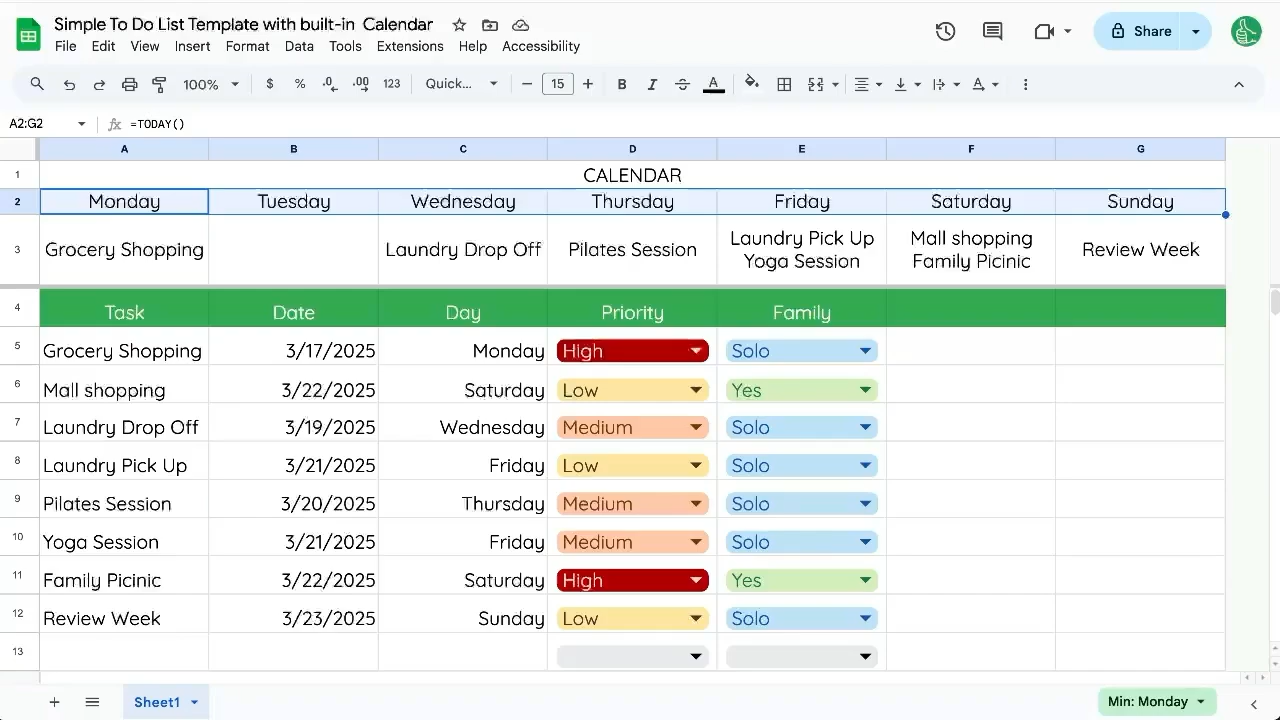 Simple To Do List Template with built-in Calendar
File Edit View Insert Format Data Tools Extensions Help Accessibility
Share
100% $ % .0 .00 123 Quick... − 15 + B I S A
A2:G2 fx =TODAY()
A B C D E F G
1 CALENDAR
2 Monday Tuesday Wednesday Thursday Friday Saturday Sunday
3 Grocery Shopping Laundry Drop Off Pilates Session Laundry Pick Up Mall shopping Review Week
Yoga Session Family Picinic
4 Task Date Day Priority Family
5 Grocery Shopping 3/17/2025 Monday High Solo
6 Mall shopping 3/22/2025 Saturday Low Yes
7 Laundry Drop Off 3/19/2025 Wednesday Medium Solo
8 Laundry Pick Up 3/21/2025 Friday Low Solo
9 Pilates Session 3/20/2025 Thursday Medium Solo
10 Yoga Session 3/21/2025 Friday Medium Solo
11 Family Picinic 3/22/2025 Saturday High Yes
12 Review Week 3/23/2025 Sunday Low Solo
13
+ Sheet1 Min: Monday